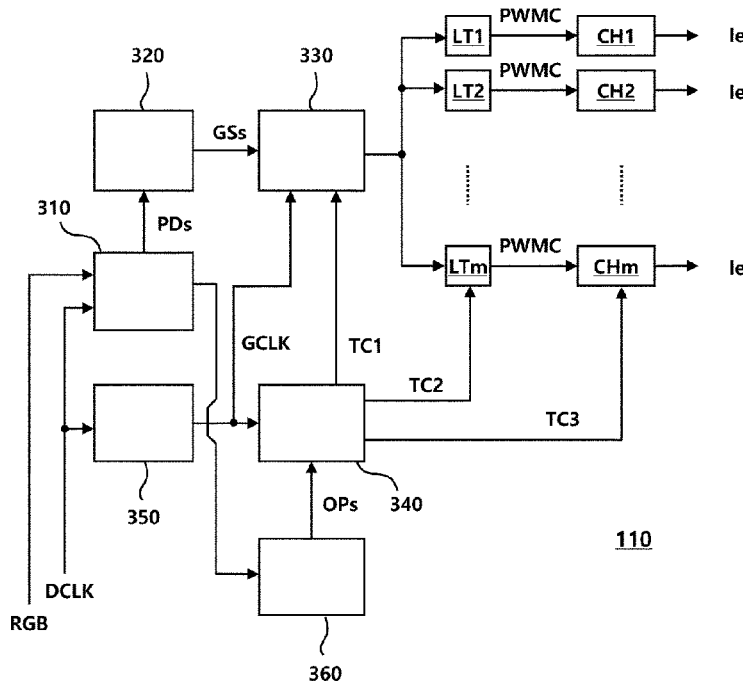 LT1 PWMC CH1 Ie
320 330
LT2 PWMC CH2 Ie
GSs
310 PDs
LTm PWMC CHm Ie
GCLK TC1
TC2
TC3
350 OPs 340
110
DCLK
RGB
360